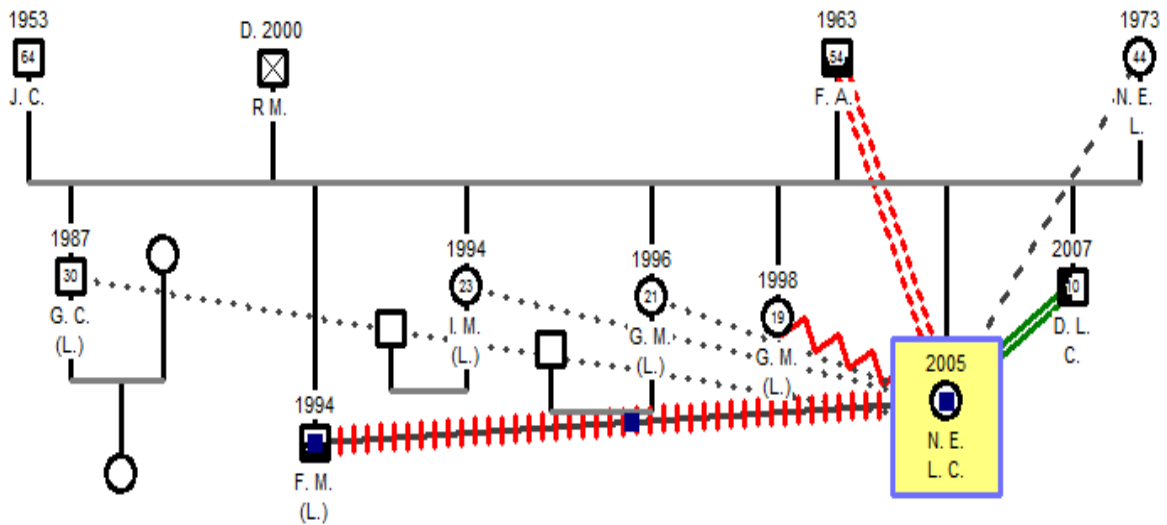 1953
64
J. C.
D. 2000
R M.
1963
54
F. A.
1973
44
N. E.
L.
1987
30
G. C.
(L.)
1994
23
I. M.
(L.)
1996
21
G. M.
(L.)
1998
19
G. M.
(L.)
2007
10
D. L.
C.
1994
F. M.
(L.)
2005
N. E.
L. C.